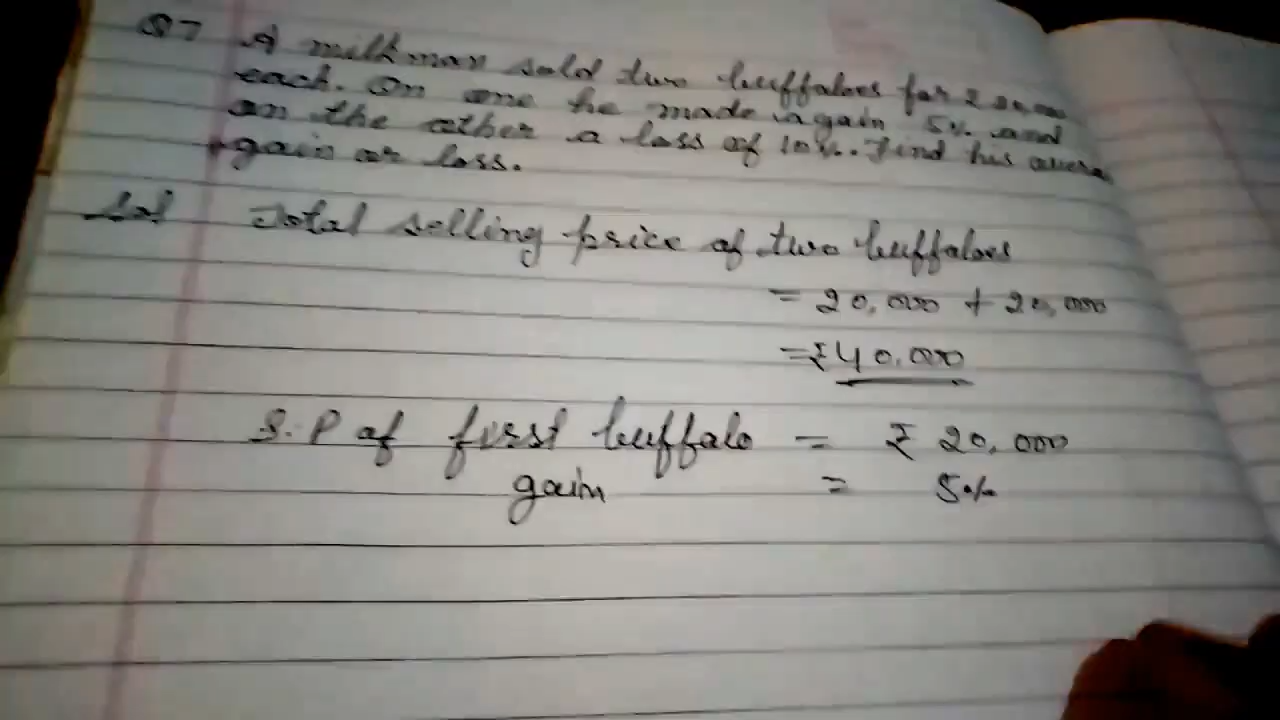 Q7 A milkman sold two buffaloes for ₹ 20,000
each. On one he made a gain 5% and
on the other a loss of 10%. Find his
gain or loss.
Sol Total selling price of two buffaloes
= 20,000 + 20,000
= ₹ 40,000
S.P of first buffalo = ₹ 20,000
gain = 5%